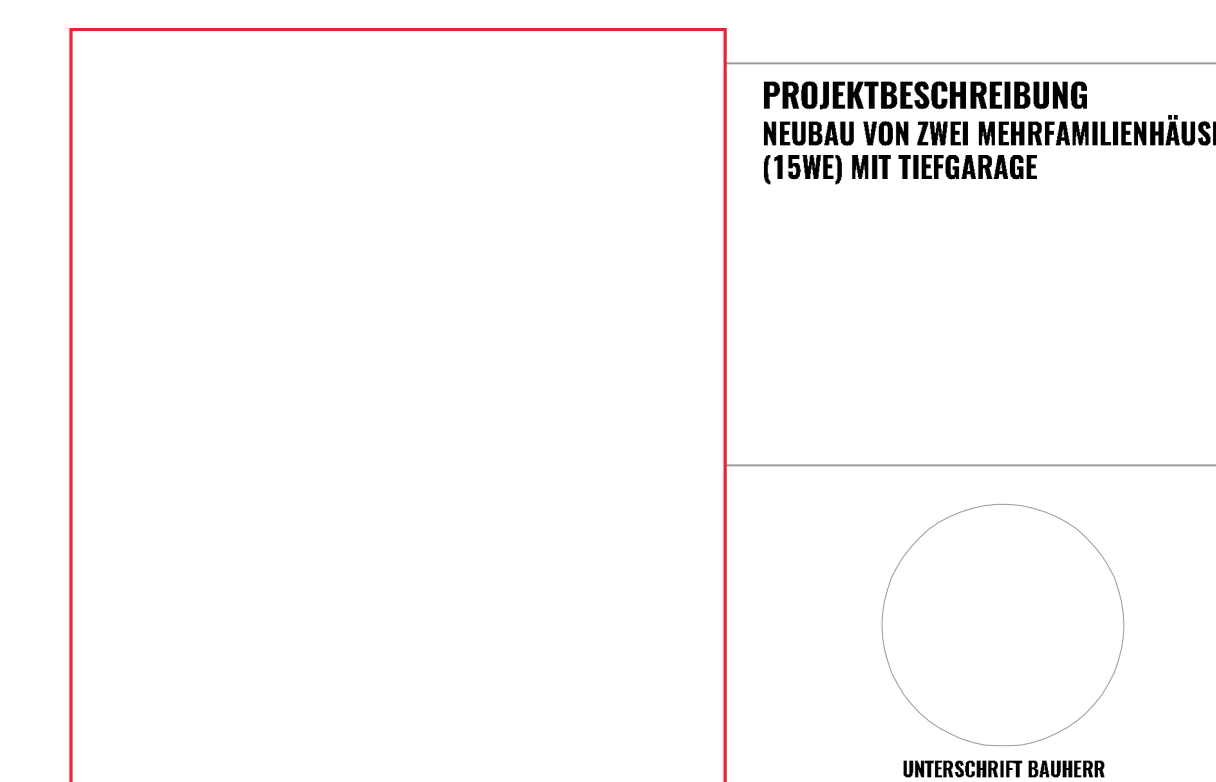 PROJEKTBESCHREIBUNG
NEUBAU VON ZWEI MEHRFAMILIENHÄUSE
(15WE) MIT TIEFGARAGE
UNTERSCHRIFT BAUHERR